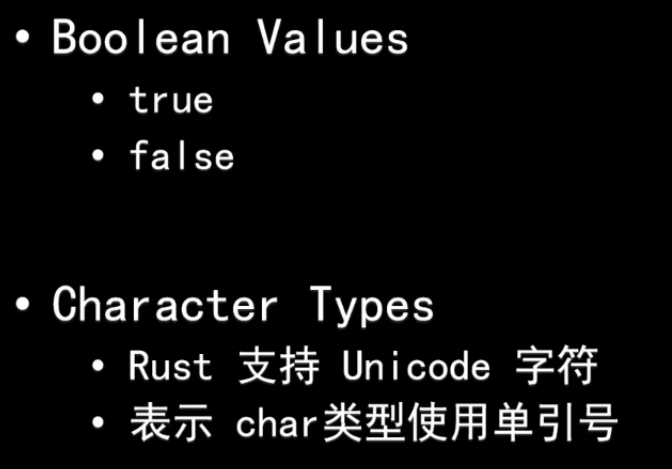 • Boolean Values
• true
• false
• Character Types
• Rust 支持 Unicode 字符
• 表示 char类型使用单引号